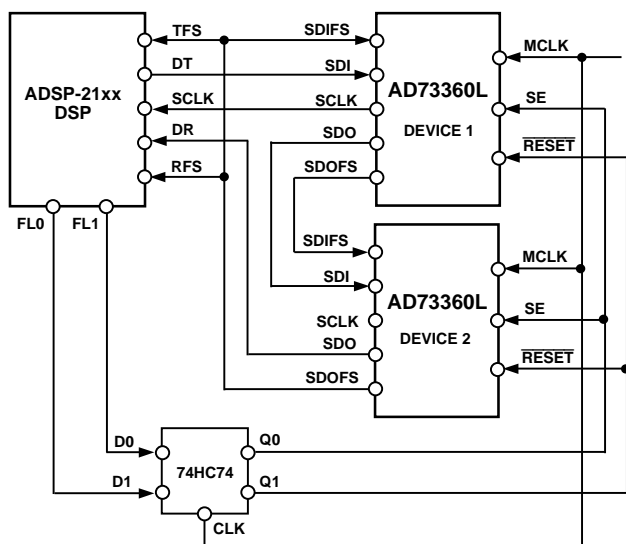 ADSP-21xx
DSP
TFS
DT
SCLK
DR
RFS
FL0
FL1
SDIFS
SDI
SCLK
SDO
SDOFS
AD73360L
DEVICE 1
MCLK
SE
RESET
SDIFS
SDI
SCLK
SDO
SDOFS
AD73360L
DEVICE 2
MCLK
SE
RESET
D0
D1
74HC74
Q0
Q1
CLK